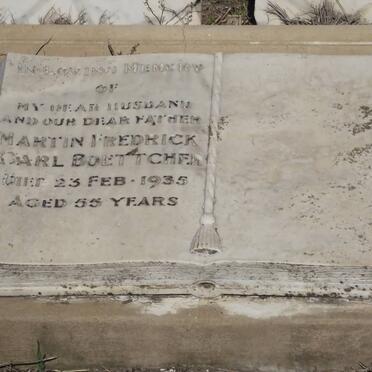 IN LOVING MEMORY
OF
MY DEAR HUSBAND
AND OUR DEAR FATHER
MARTIN FREDRICK
CARL BOETTCHER
DIED 23 FEB · 1935
AGED 55 YEARS